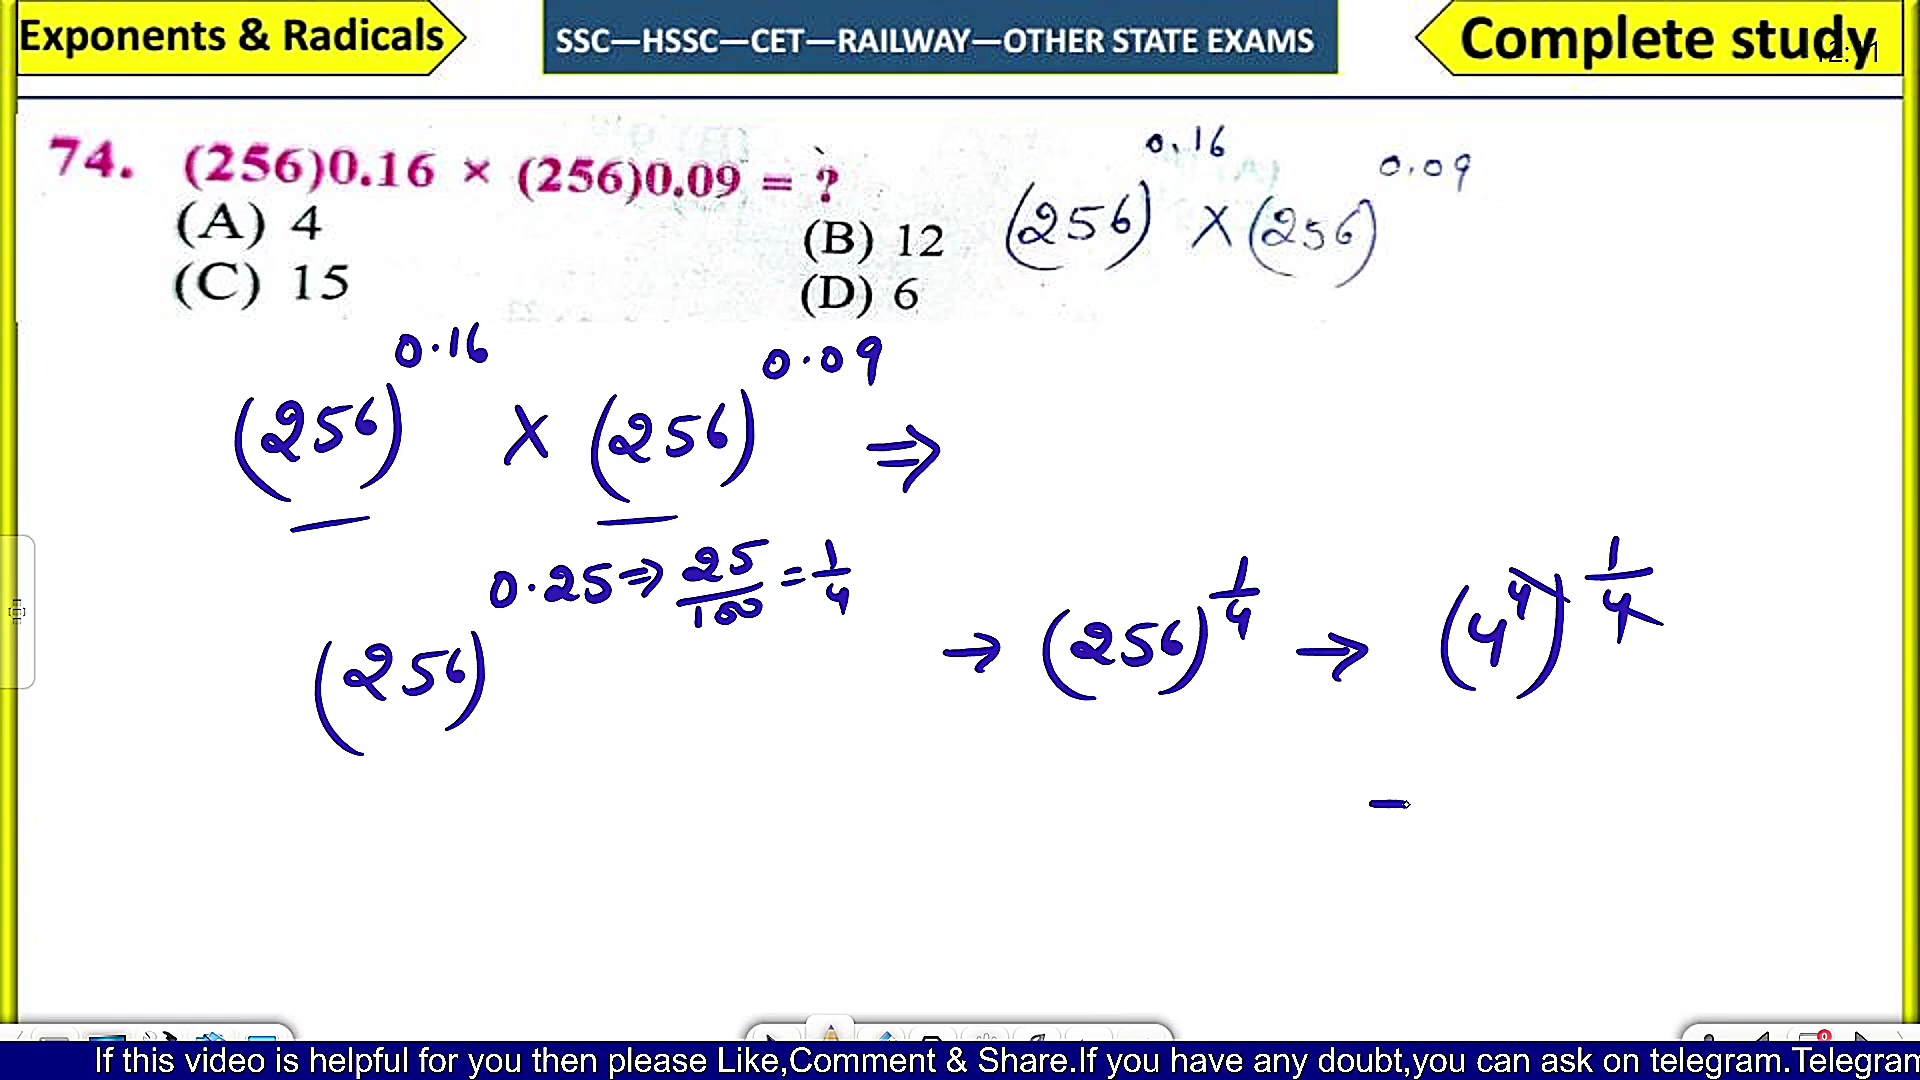 Exponents & Radicals
SSC—HSSC—CET—RAILWAY—OTHER STATE EXAMS
Complete study
74. (256)0.16 × (256)0.09 = ?
(A) 4
(B) 12
(C) 15
(D) 6
(256)^0.16 × (256)^0.09
(256)^0.16 × (256)^0.09 ⇒
(256)^0.25 ⇒ 25/100 = 1/4 → (256)^1/4 → (4^4)^1/4
If this video is helpful for you then please Like,Comment & Share.If you have any doubt,you can ask on telegram.Telegram